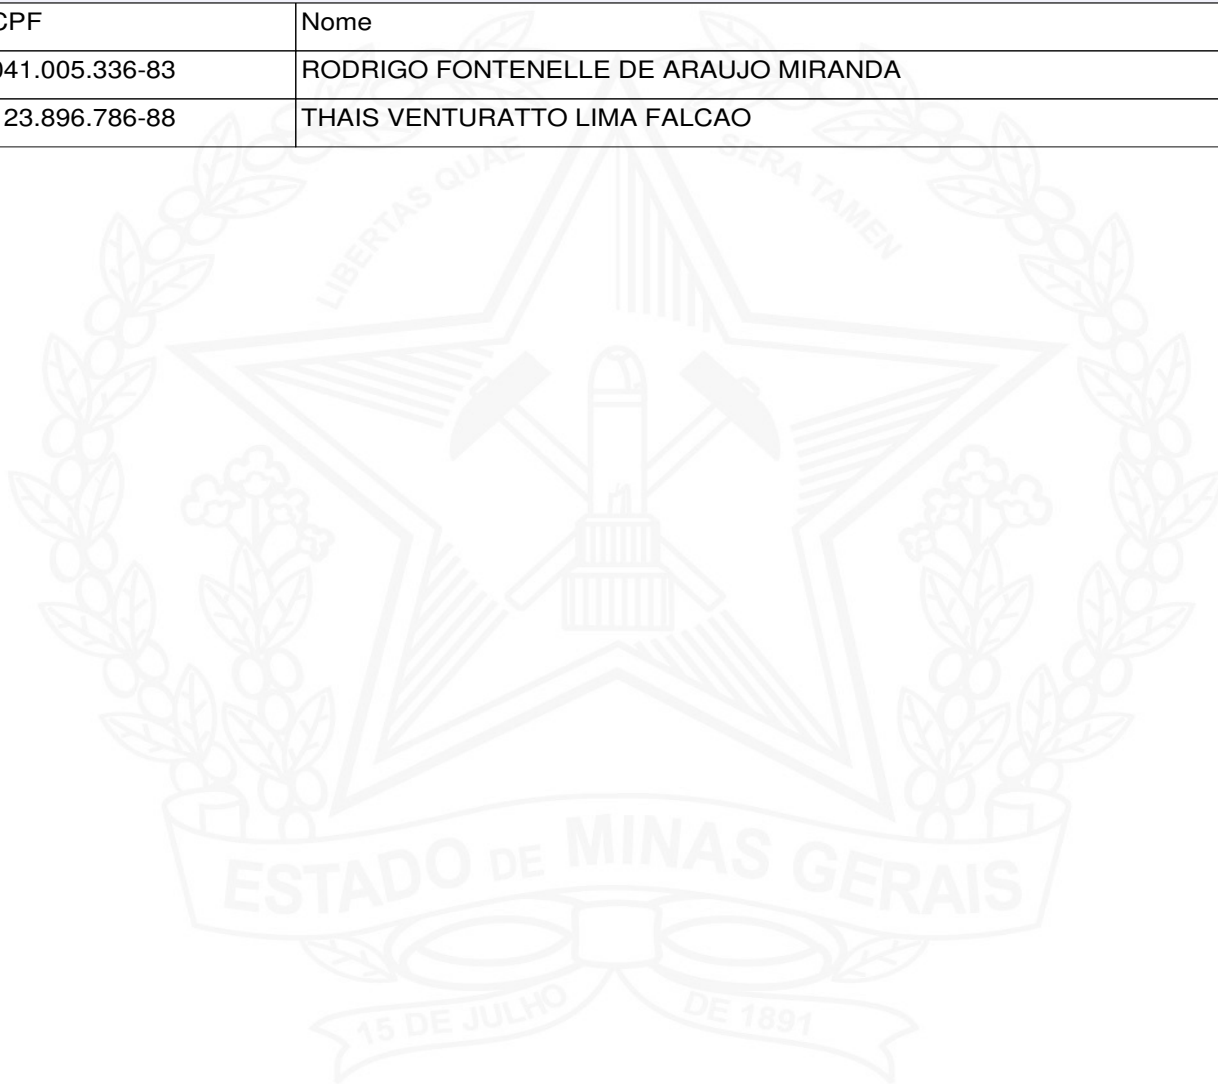 CPF Nome
041.005.336-83 RODRIGO FONTENELLE DE ARAUJO MIRANDA
23.896.786-88 THAIS VENTURATTO LIMA FALCAO
LIBERTAS QUAE SERA TAMEN
ESTADO DE MINAS GERAIS
15 DE JULHO DE 1891